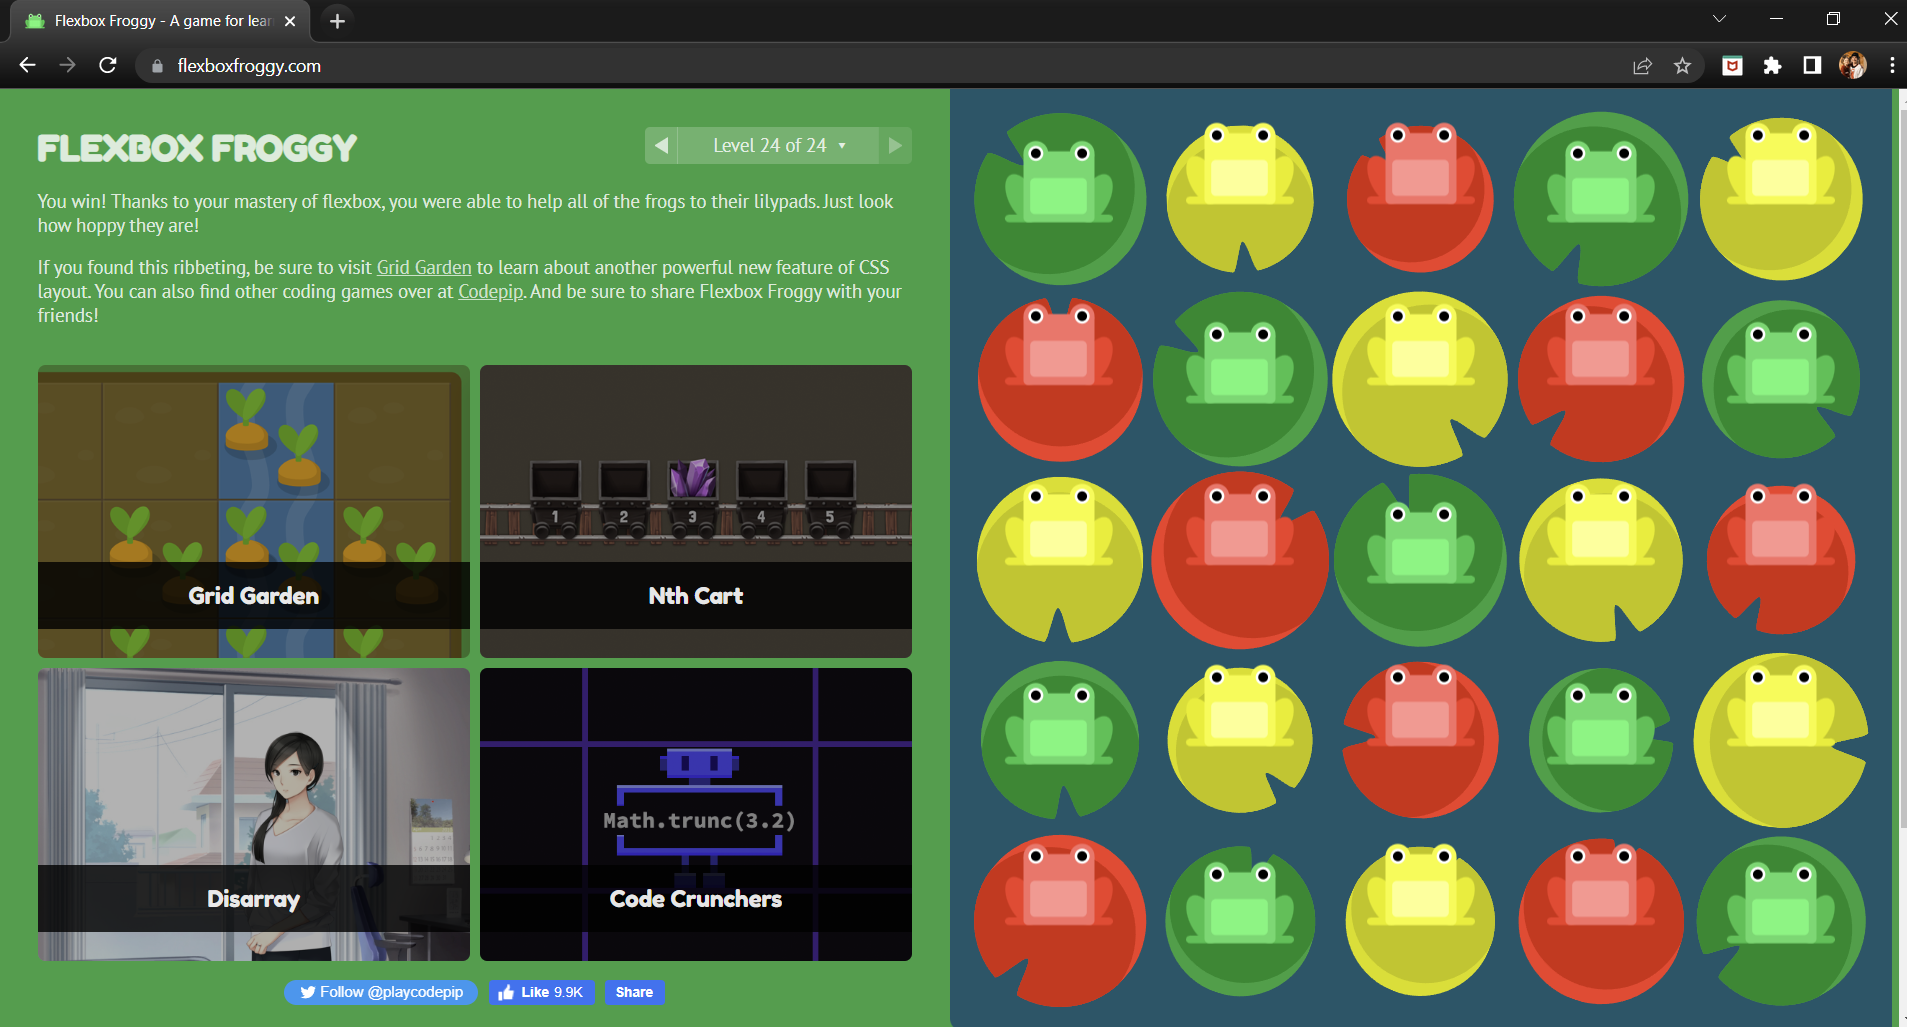 Flexbox Froggy - A game for lear
flexboxfroggy.com
FLEXBOX FROGGY
Level 24 of 24
You win! Thanks to your mastery of flexbox, you were able to help all of the frogs to their lilypads. Just look
how hoppy they are!
If you found this ribbeting, be sure to visit Grid Garden to learn about another powerful new feature of CSS
layout. You can also find other coding games over at Codepip. And be sure to share Flexbox Froggy with your
friends!
1 2 3 4 5
Grid Garden
Nth Cart
Math.trunc(3.2)
Disarray
Code Crunchers
Follow @playcodepip
Like 9.9K
Share